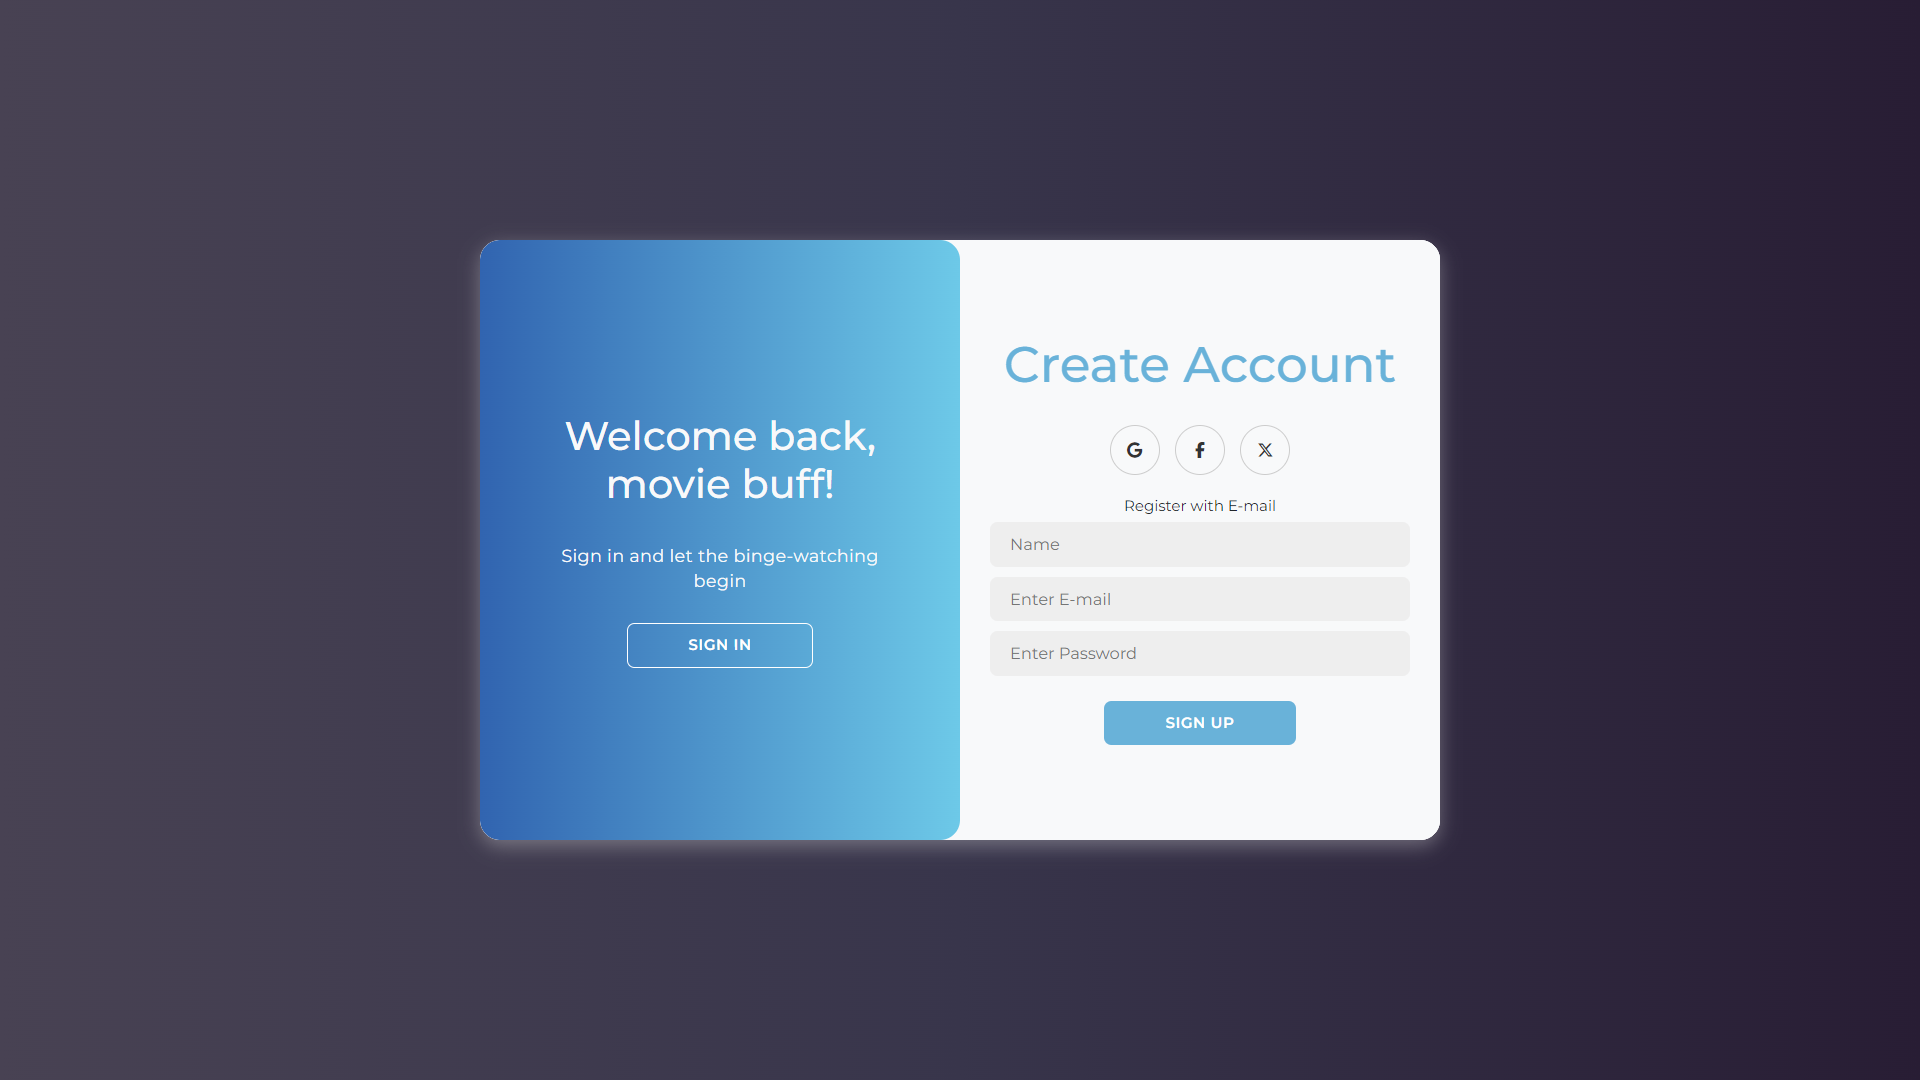 Welcome back,
movie buff!
Sign in and let the binge-watching
begin
SIGN IN
Create Account
Register with E-mail
Name
Enter E-mail
Enter Password
SIGN UP